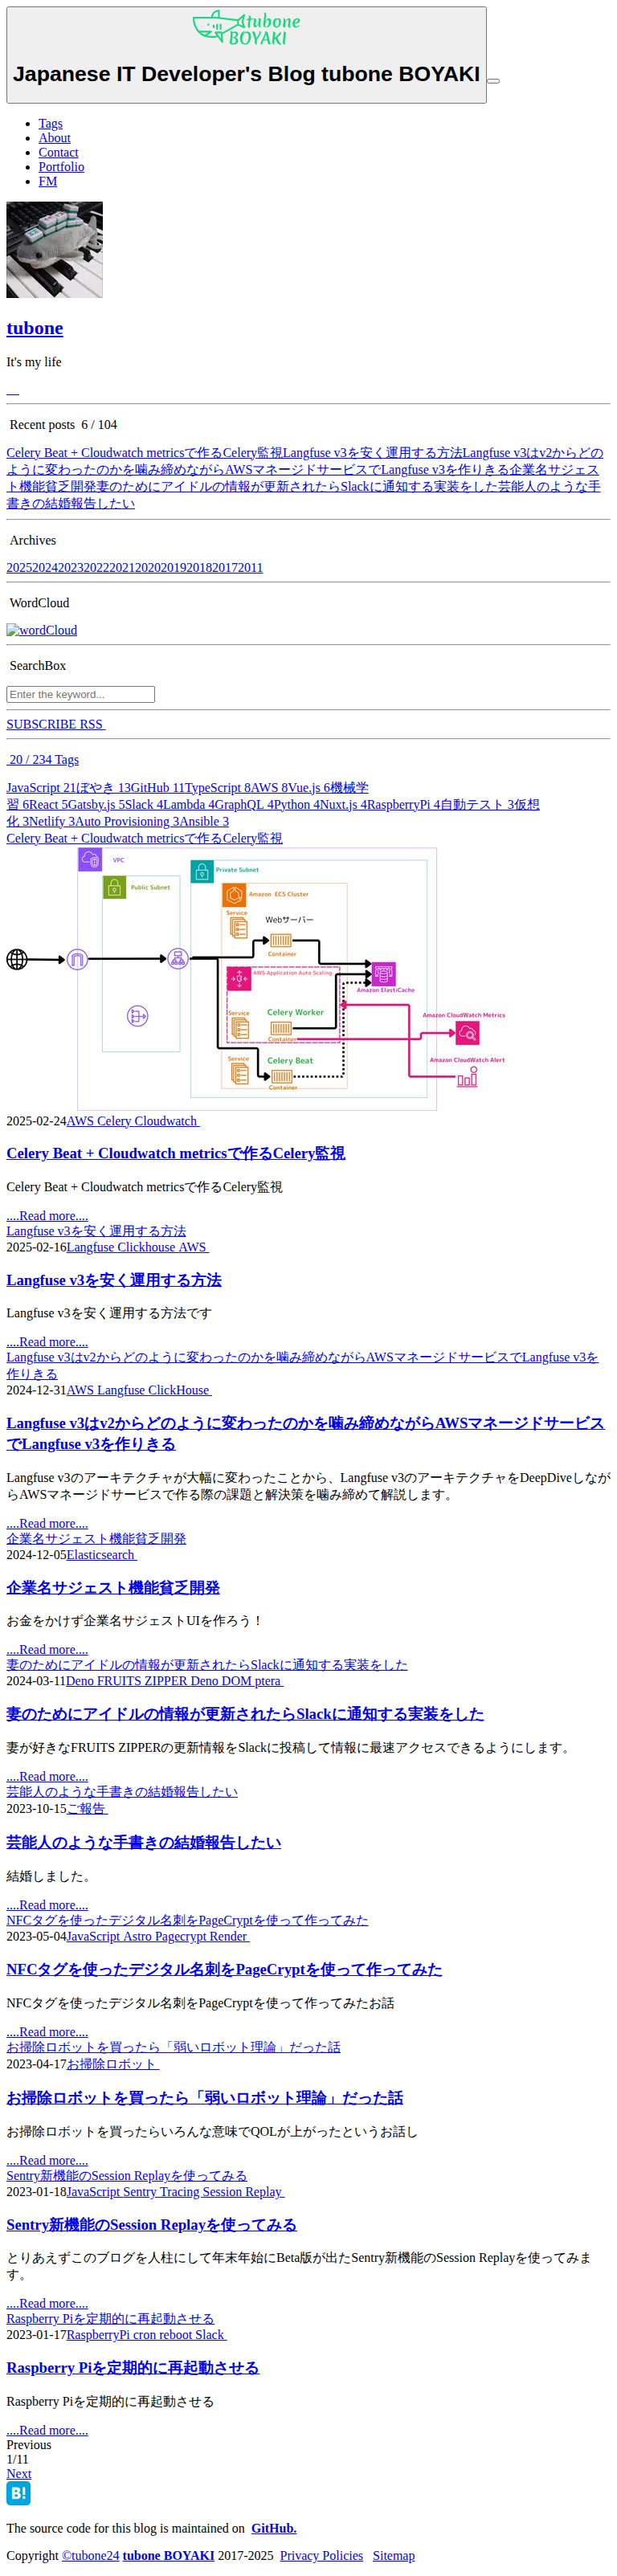 tubone
BOYAKI
Japanese IT Developer's Blog tubone BOYAKI
Tags
About
Contact
Portfolio
FM
tubone
It's my life
Recent posts 6 / 104
Celery Beat + Cloudwatch metricsで作るCelery監視Langfuse v3を安く運用する方法Langfuse v3はv2からどの
ように変わったのかを噛み締めながらAWSマネージドサービスでLangfuse v3を作りきる企業名サジェス
ト機能貧乏開発妻のためにアイドルの情報が更新されたらSlackに通知する実装をした芸能人のような手
書きの結婚報告したい
Archives
2025202420232022202120202019201820172011
WordCloud
wordCloud
SearchBox
Enter the keyword...
SUBSCRIBE RSS
20 / 234 Tags
JavaScript 21ぼやき 13GitHub 11TypeScript 8AWS 8Vue.js 6機械学
習 6React 5Gatsby.js 5Slack 4Lambda 4GraphQL 4Python 4Nuxt.js 4RaspberryPi 4自動テスト 3仮想
化 3Netlify 3Auto Provisioning 3Ansible 3
Celery Beat + Cloudwatch metricsで作るCelery監視
VPC
Private Subnet
Public Subnet
Amazon ECS Cluster
Service
Webサーバー
Container
AWS Application Auto Scaling
Amazon ElastiCache
Service
Celery Worker
Container
Amazon CloudWatch Metrics
Service
Celery Beat
Container
Amazon CloudWatch Alert
2025-02-24AWS Celery Cloudwatch
Celery Beat + Cloudwatch metricsで作るCelery監視
Celery Beat + Cloudwatch metricsで作るCelery監視
....Read more....
Langfuse v3を安く運用する方法
2025-02-16Langfuse Clickhouse AWS
Langfuse v3を安く運用する方法
Langfuse v3を安く運用する方法です
....Read more....
Langfuse v3はv2からどのように変わったのかを噛み締めながらAWSマネージドサービスでLangfuse v3を
作りきる
2024-12-31AWS Langfuse ClickHouse
Langfuse v3はv2からどのように変わったのかを噛み締めながらAWSマネージドサービス
でLangfuse v3を作りきる
Langfuse v3のアーキテクチャが大幅に変わったことから、Langfuse v3のアーキテクチャをDeepDiveしなが
らAWSマネージドサービスで作る際の課題と解決策を噛み締めて解説します。
....Read more....
企業名サジェスト機能貧乏開発
2024-12-05Elasticsearch
企業名サジェスト機能貧乏開発
お金をかけず企業名サジェストUIを作ろう！
....Read more....
妻のためにアイドルの情報が更新されたらSlackに通知する実装をした
2024-03-11Deno FRUITS ZIPPER Deno DOM ptera
妻のためにアイドルの情報が更新されたらSlackに通知する実装をした
妻が好きなFRUITS ZIPPERの更新情報をSlackに投稿して情報に最速アクセスできるようにします。
....Read more....
芸能人のような手書きの結婚報告したい
2023-10-15ご報告
芸能人のような手書きの結婚報告したい
結婚しました。
....Read more....
NFCタグを使ったデジタル名刺をPageCryptを使って作ってみた
2023-05-04JavaScript Astro Pagecrypt Render
NFCタグを使ったデジタル名刺をPageCryptを使って作ってみた
NFCタグを使ったデジタル名刺をPageCryptを使って作ってみたお話
....Read more....
お掃除ロボットを買ったら「弱いロボット理論」だった話
2023-04-17お掃除ロボット
お掃除ロボットを買ったら「弱いロボット理論」だった話
お掃除ロボットを買ったらいろんな意味でQOLが上がったというお話し
....Read more....
Sentry新機能のSession Replayを使ってみる
2023-01-18JavaScript Sentry Tracing Session Replay
Sentry新機能のSession Replayを使ってみる
とりあえずこのブログを人柱にして年末年始にBeta版が出たSentry新機能のSession Replayを使ってみま
す。
....Read more....
Raspberry Piを定期的に再起動させる
2023-01-17RaspberryPi cron reboot Slack
Raspberry Piを定期的に再起動させる
Raspberry Piを定期的に再起動させる
....Read more....
Previous
1/11
Next
B!
The source code for this blog is maintained on GitHub.
Copyright ©tubone24 tubone BOYAKI 2017-2025 Privacy Policies Sitemap